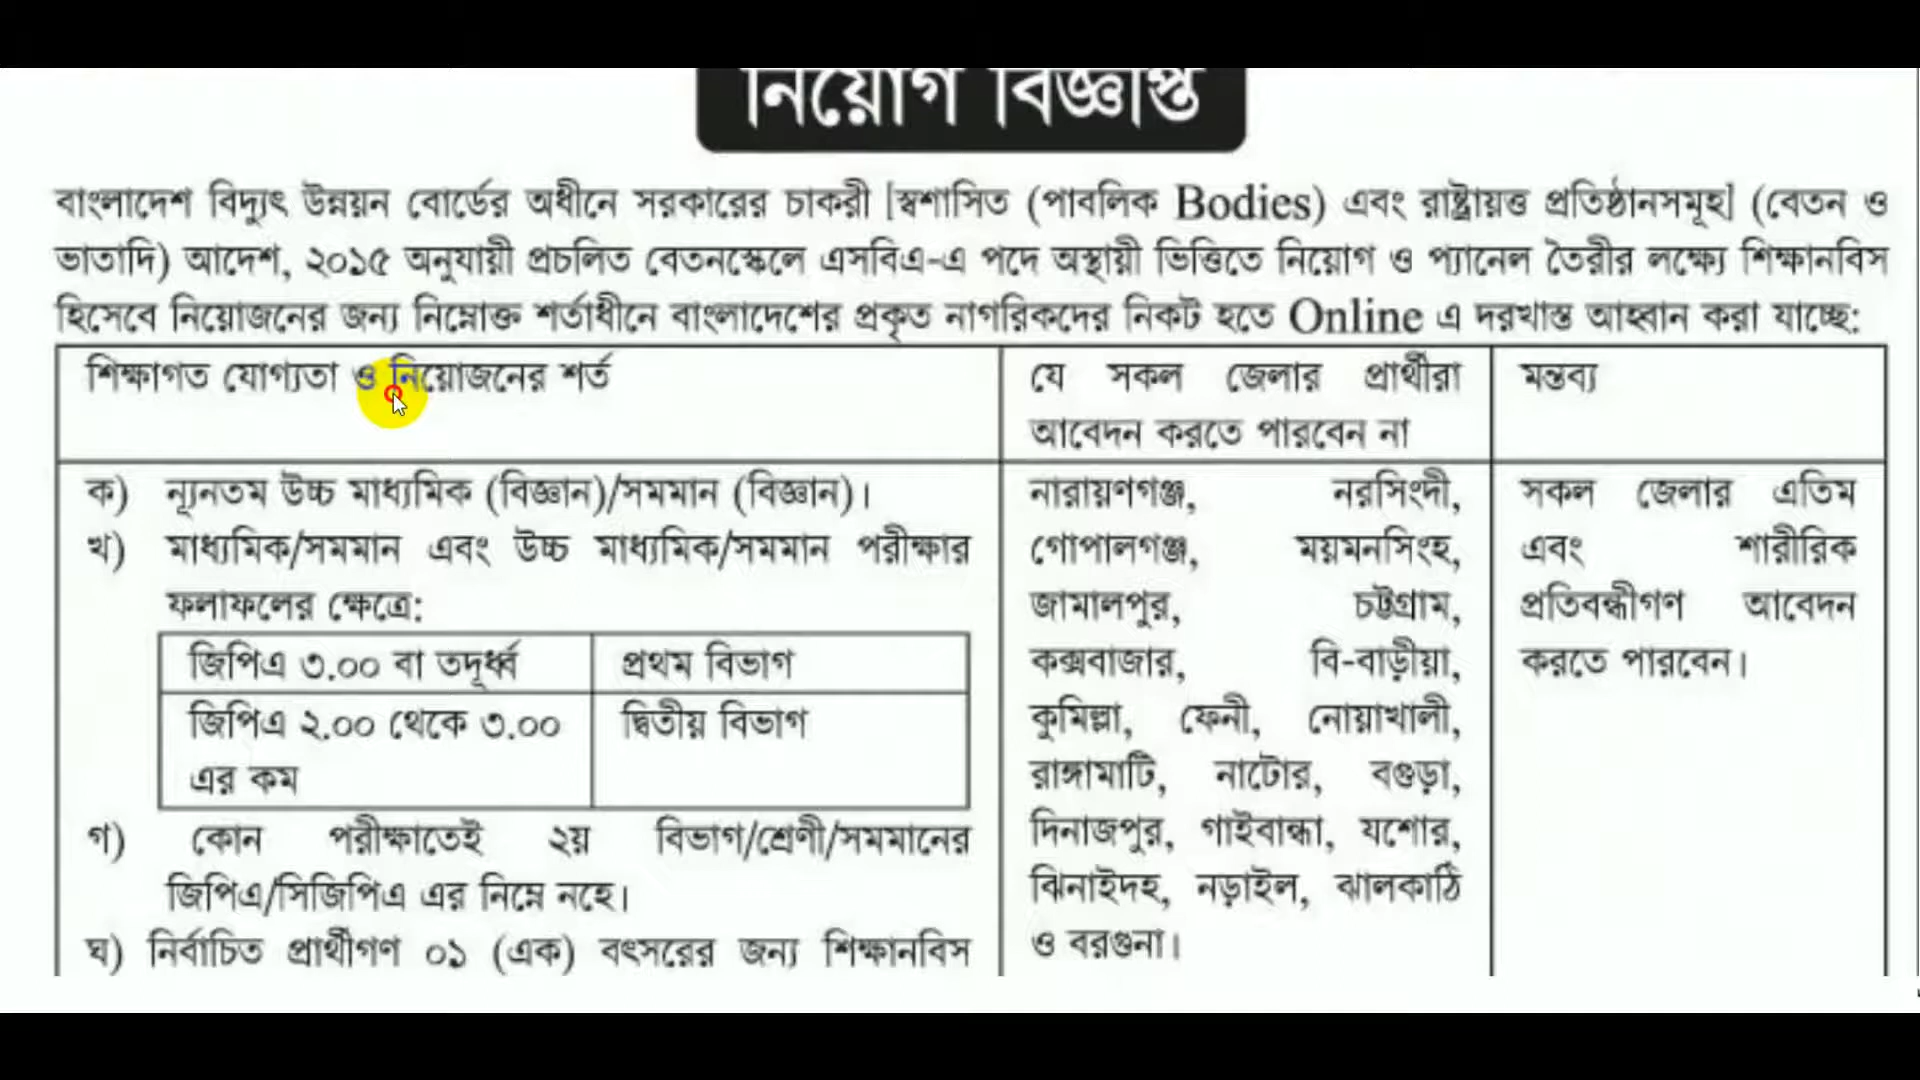 নিয়োগ বিজ্ঞপ্তি
বাংলাদেশ বিদ্যুৎ উন্নয়ন বোর্ডের অধীনে সরকারের চাকরী [স্বশাসিত (পাবলিক Bodies) এবং রাষ্ট্রায়ত্ত প্রতিষ্ঠানসমূহ] (বেতন ও
ভাতাদি) আদেশ, ২০১৫ অনুযায়ী প্রচলিত বেতনস্কেলে এসবিএ-এ পদে অস্থায়ী ভিত্তিতে নিয়োগ ও প্যানেল তৈরীর লক্ষ্যে শিক্ষানবিস
হিসেবে নিয়োজনের জন্য নিম্নোক্ত শর্তাধীনে বাংলাদেশের প্রকৃত নাগরিকদের নিকট হতে Online এ দরখাস্ত আহ্বান করা যাচ্ছে:
শিক্ষাগত যোগ্যতা ও নিয়োজনের শর্ত
ক) ন্যূনতম উচ্চ মাধ্যমিক (বিজ্ঞান)/সমমান (বিজ্ঞান)।
খ) মাধ্যমিক/সমমান এবং উচ্চ মাধ্যমিক/সমমান পরীক্ষার
ফলাফলের ক্ষেত্রে:
জিপিএ ৩.০০ বা তদূর্ধ্ব প্রথম বিভাগ
জিপিএ ২.০০ থেকে ৩.০০ দ্বিতীয় বিভাগ
এর কম
গ) কোন পরীক্ষাতেই ২য় বিভাগ/শ্রেণী/সমমানের
জিপিএ/সিজিপিএ এর নিম্নে নহে।
ঘ) নির্বাচিত প্রার্থীগণ ০১ (এক) বৎসরের জন্য শিক্ষানবিস
যে সকল জেলার প্রার্থীরা
আবেদন করতে পারবেন না
নারায়ণগঞ্জ, নরসিংদী,
গোপালগঞ্জ, ময়মনসিংহ,
জামালপুর, চট্টগ্রাম,
কক্সবাজার, বি-বাড়ীয়া,
কুমিল্লা, ফেনী, নোয়াখালী,
রাঙ্গামাটি, নাটোর, বগুড়া,
দিনাজপুর, গাইবান্ধা, যশোর,
ঝিনাইদহ, নড়াইল, ঝালকাঠি
ও বরগুনা।
মন্তব্য
সকল জেলার এতিম
এবং শারীরিক
প্রতিবন্ধীগণ আবেদন
করতে পারবেন।